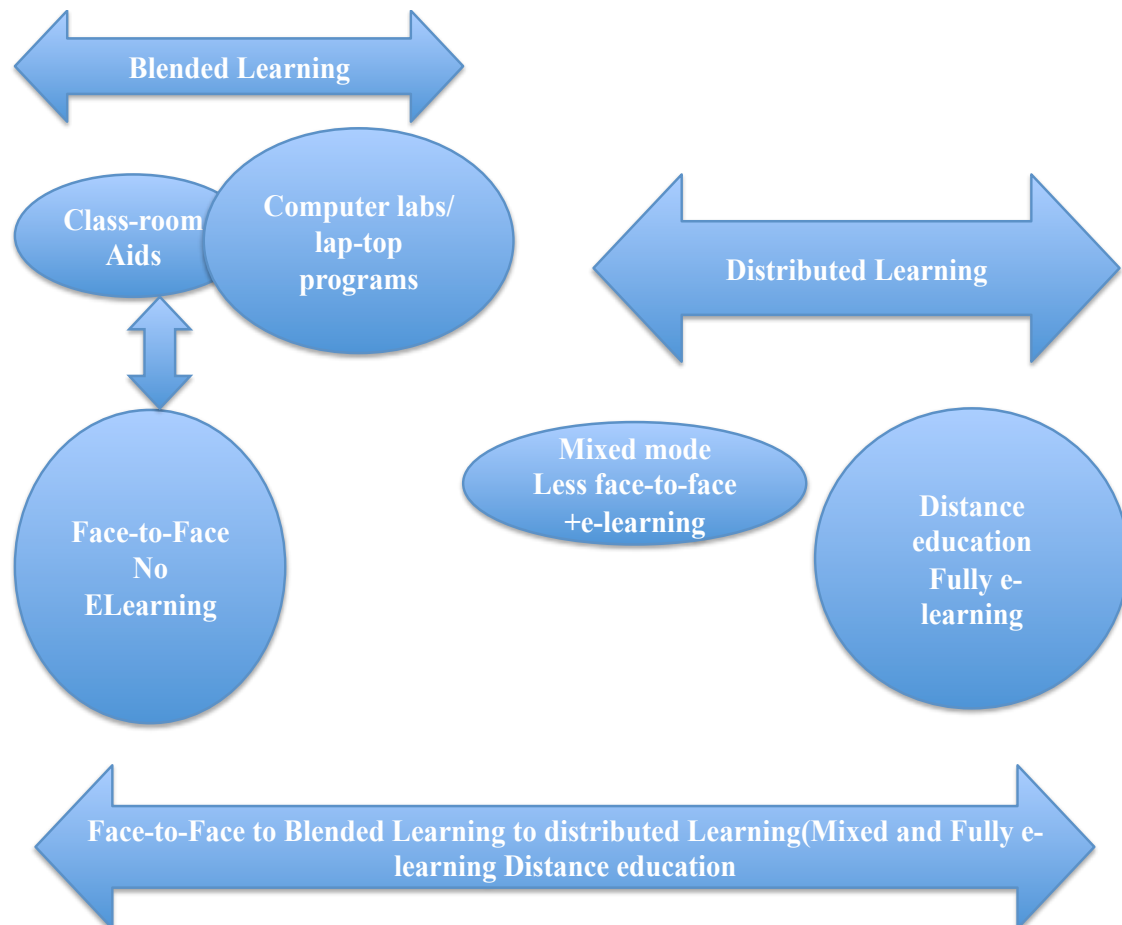 Blended Learning
Class-room
Aids
Computer labs/
lap-top
programs
Distributed Learning
Face-to-Face
No
ELearning
Mixed mode
Less face-to-face
+e-learning
Distance
education
Fully e-
learning
Face-to-Face to Blended Learning to distributed Learning(Mixed and Fully e-
learning Distance education